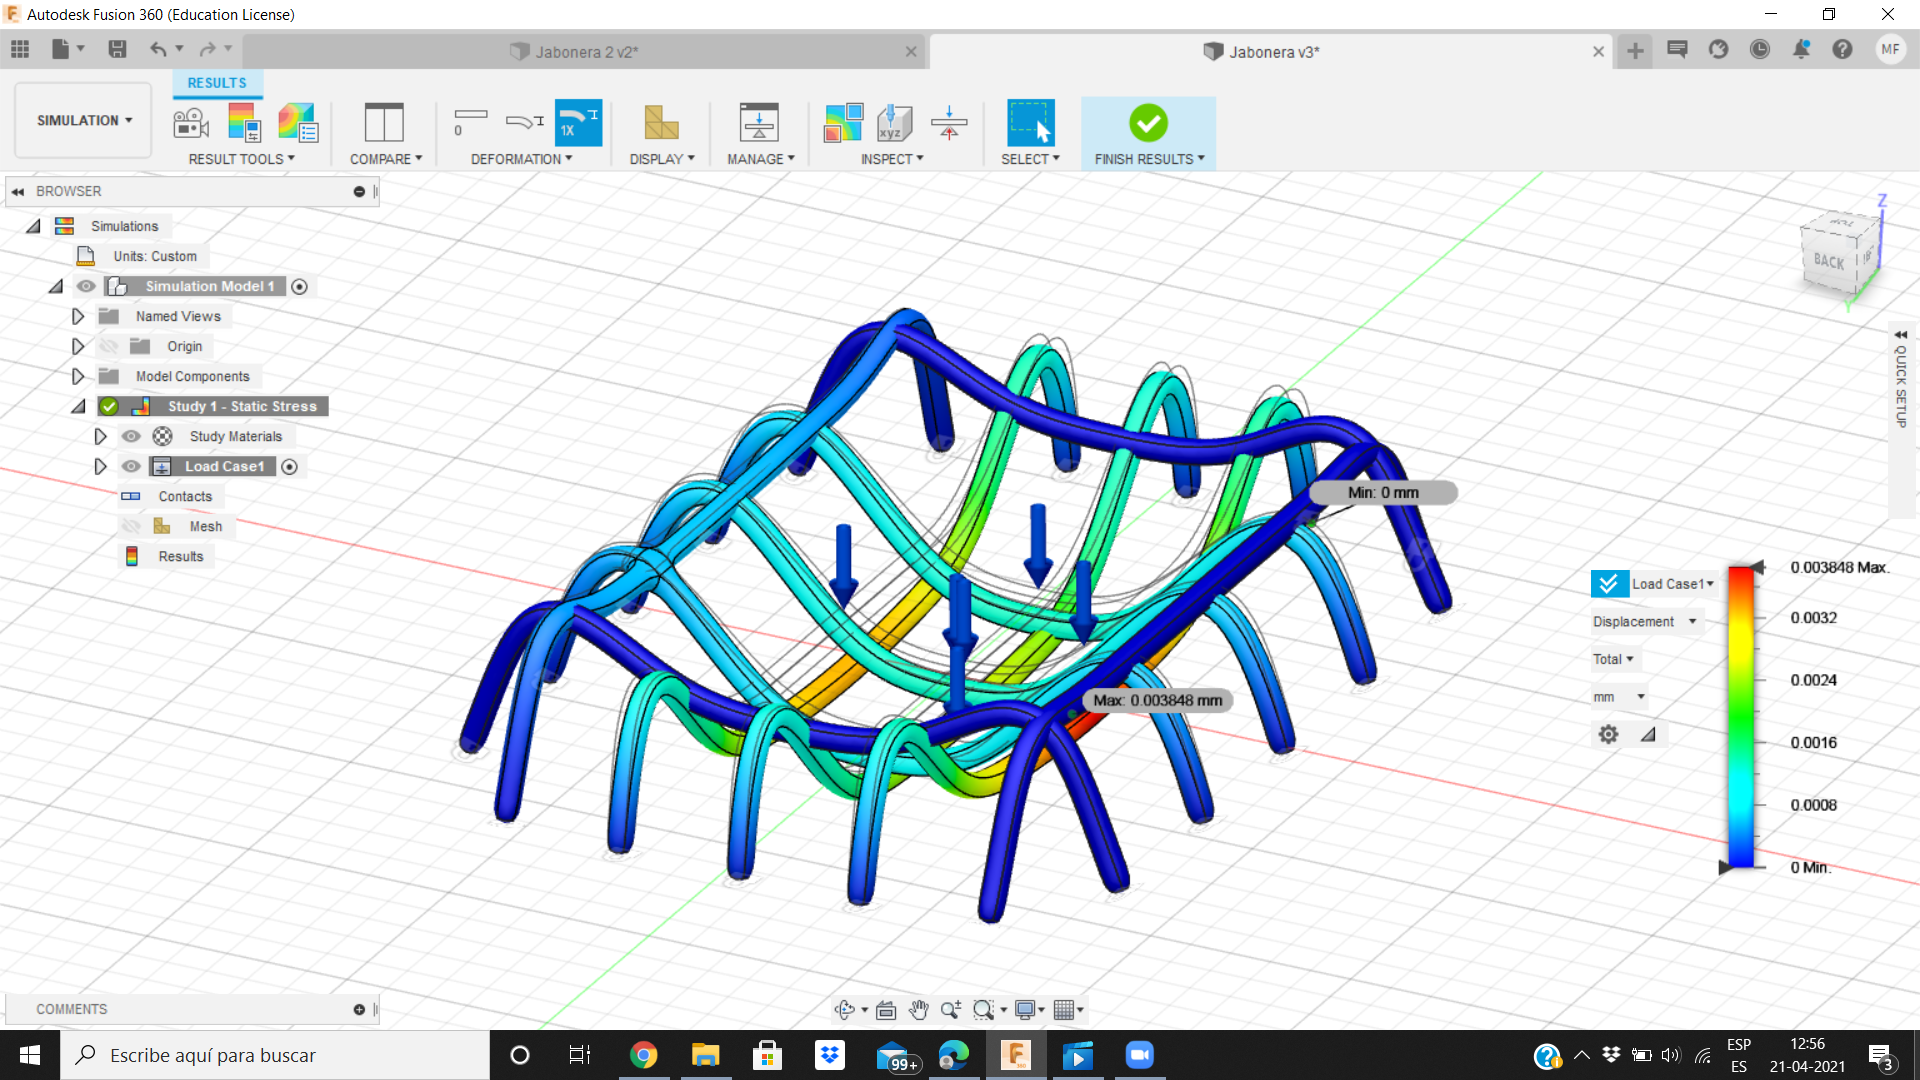 Autodesk Fusion 360 (Education License)
Jabonera 2 v2*
Jabonera v3*
MF
RESULTS
SIMULATION
0
1X
xyz
RESULT TOOLS
COMPARE
DEFORMATION
DISPLAY
MANAGE
INSPECT
SELECT
FINISH RESULTS
BROWSER
Simulations
Units: Custom
Simulation Model 1
Named Views
Origin
Model Components
Study 1 - Static Stress
Study Materials
Load Case1
Contacts
Mesh
Results
Z
TOP
BACK
Y
QUICK SETUP
Min: 0 mm
Max: 0.003848 mm
Load Case1
Displacement
Total
mm
0.003848 Max.
0.0032
0.0024
0.0016
0.0008
0 Min.
COMMENTS
Escribe aquí para buscar
99+
ESP
ES
12:56
21-04-2021
3